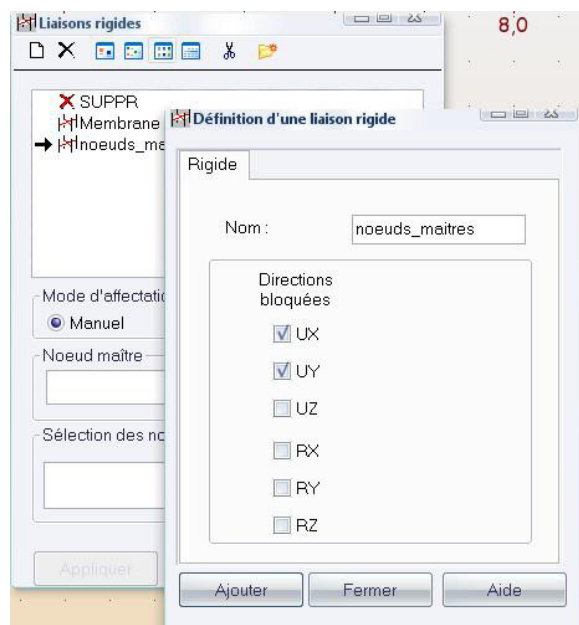 Liaisons rigides
8,0
SUPPR
Membrane
noeuds_ma
Définition d'une liaison rigide
Rigide
Nom :
noeuds_maitres
Directions
bloquées
UX
UY
UZ
RX
RY
RZ
Mode d'affectatio
Manuel
Noeud maître
Sélection des no
Appliquer
Ajouter
Fermer
Aide